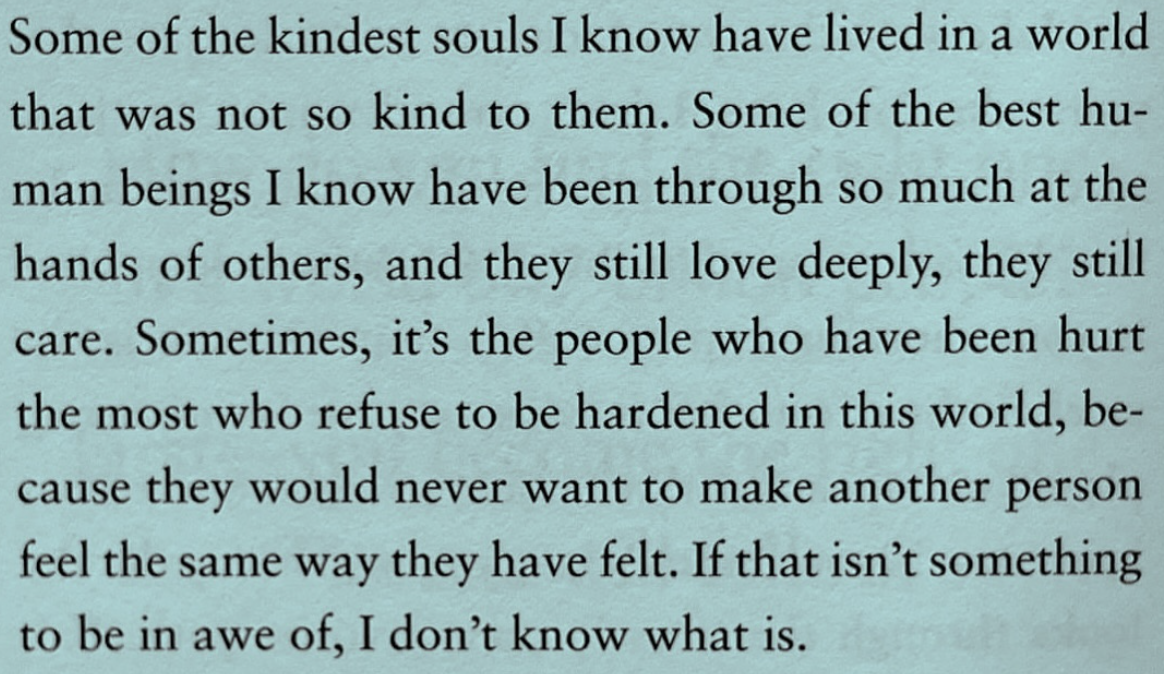 Some of the kindest souls I know have lived in a world
that was not so kind to them. Some of the best hu-
man beings I know have been through so much at the
hands of others, and they still love deeply, they still
care. Sometimes, it’s the people who have been hurt
the most who refuse to be hardened in this world, be-
cause they would never want to make another person
feel the same way they have felt. If that isn’t something
to be in awe of, I don’t know what is.